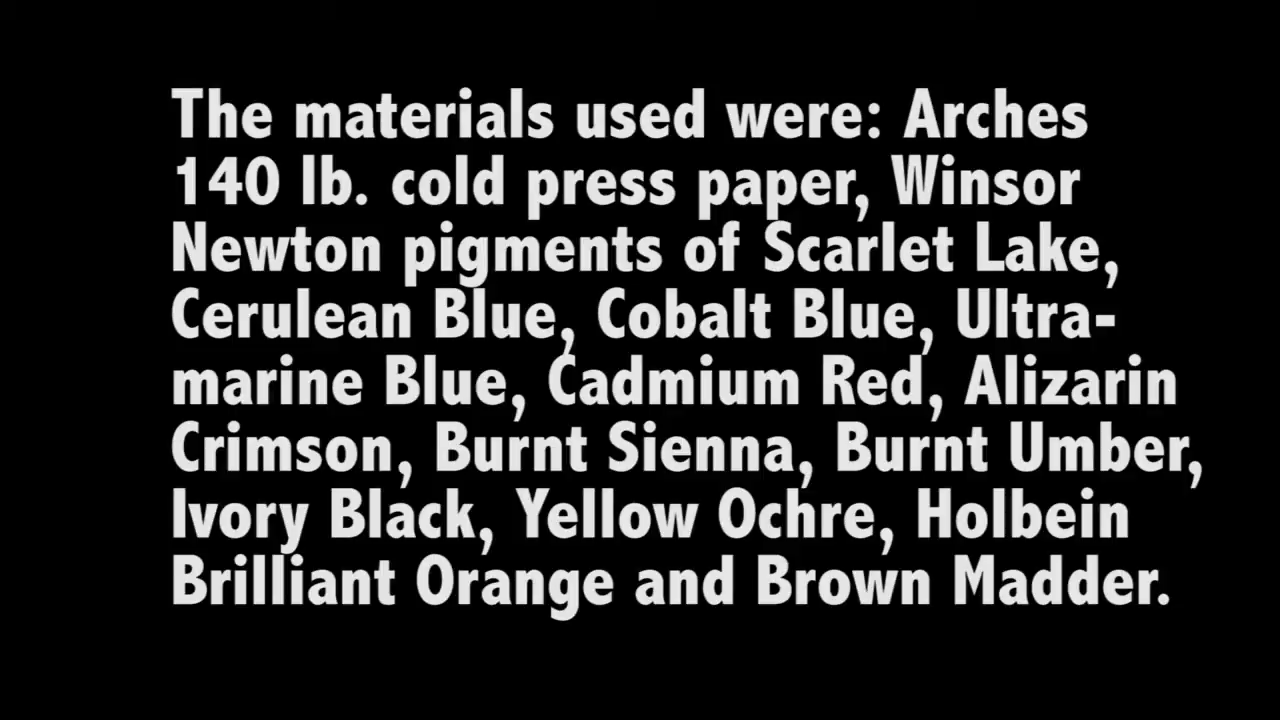 The materials used were: Arches
140 lb. cold press paper, Winsor
Newton pigments of Scarlet Lake,
Cerulean Blue, Cobalt Blue, Ultra-
marine Blue, Cadmium Red, Alizarin
Crimson, Burnt Sienna, Burnt Umber,
Ivory Black, Yellow Ochre, Holbein
Brilliant Orange and Brown Madder.